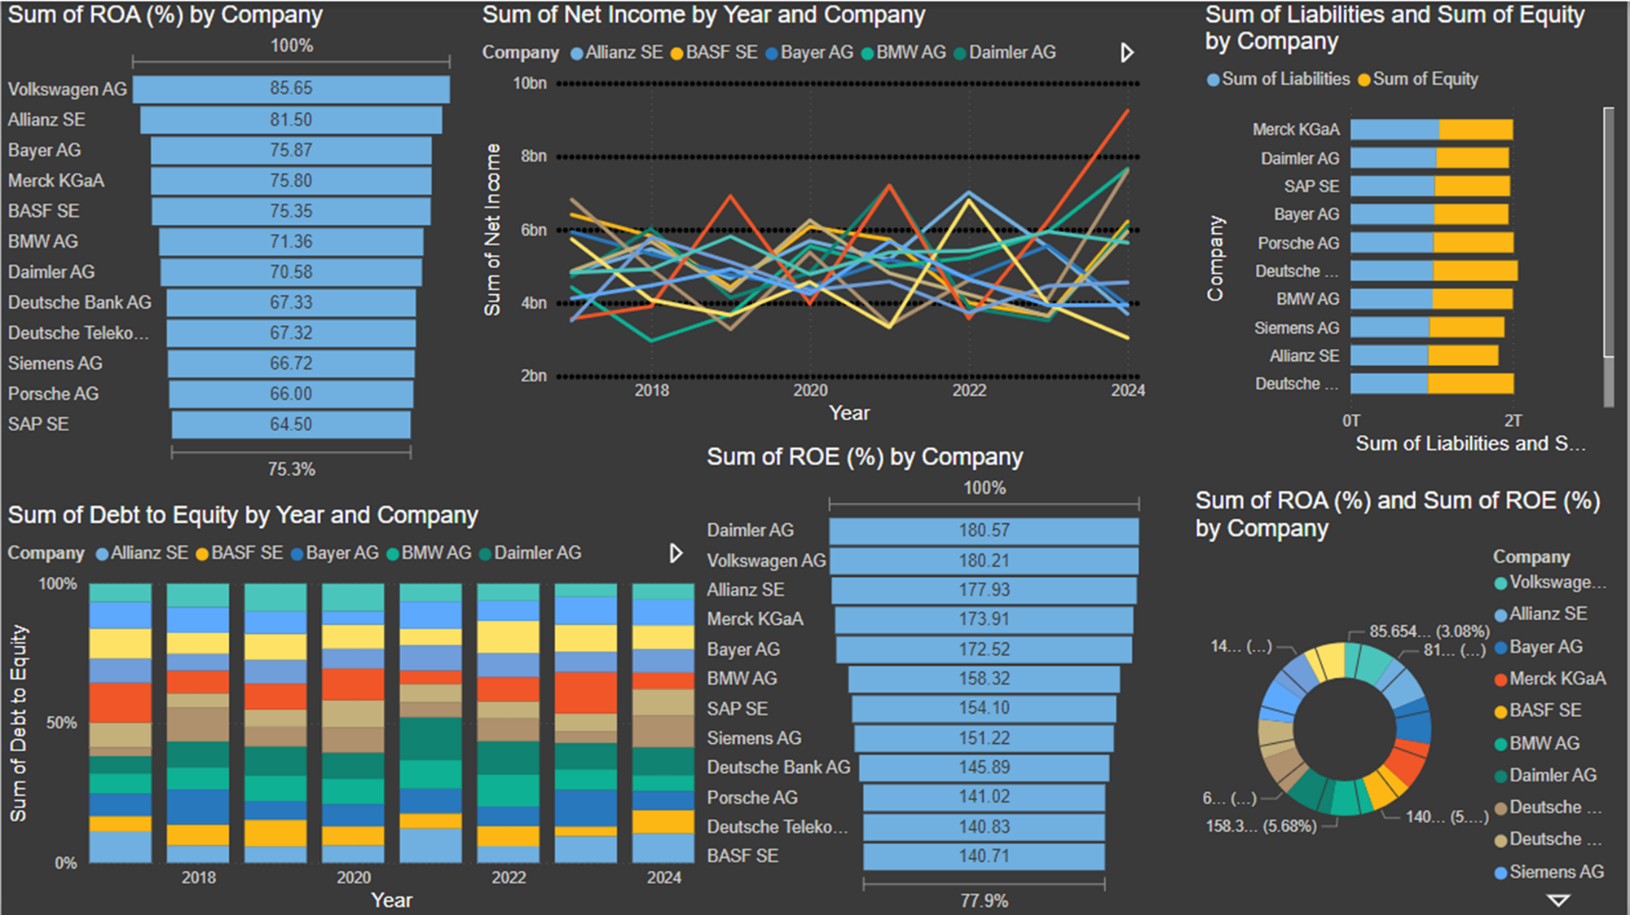 Sum of ROA (%) by Company
100%
Volkswagen AG 85.65
Allianz SE 81.50
Bayer AG 75.87
Merck KGaA 75.80
BASF SE 75.35
BMW AG 71.36
Daimler AG 70.58
Deutsche Bank AG 67.33
Deutsche Teleko... 67.32
Siemens AG 66.72
Porsche AG 66.00
SAP SE 64.50
75.3%
Sum of Net Income by Year and Company
Company Allianz SE BASF SE Bayer AG BMW AG Daimler AG
Sum of Net Income
10bn
8bn
6bn
4bn
2bn
2018 2020 2022 2024
Year
Sum of Liabilities and Sum of Equity
by Company
Sum of Liabilities Sum of Equity
Company
Merck KGaA
Daimler AG
SAP SE
Bayer AG
Porsche AG
Deutsche ...
BMW AG
Siemens AG
Allianz SE
Deutsche ...
0T 2T
Sum of Liabilities and S...
Sum of Debt to Equity by Year and Company
Company Allianz SE BASF SE Bayer AG BMW AG Daimler AG
Sum of Debt to Equity
100%
50%
0%
2018 2020 2022 2024
Year
Sum of ROE (%) by Company
100%
Daimler AG 180.57
Volkswagen AG 180.21
Allianz SE 177.93
Merck KGaA 173.91
Bayer AG 172.52
BMW AG 158.32
SAP SE 154.10
Siemens AG 151.22
Deutsche Bank AG 145.89
Porsche AG 141.02
Deutsche Teleko... 140.83
BASF SE 140.71
77.9%
Sum of ROA (%) and Sum of ROE (%)
by Company
85.654... (3.08%)
81... (...)
14... (...)
6... (...)
158.3... (5.68%)
140... (5....)
Company
Volkswage...
Allianz SE
Bayer AG
Merck KGaA
BASF SE
BMW AG
Daimler AG
Deutsche ...
Deutsche ...
Siemens AG